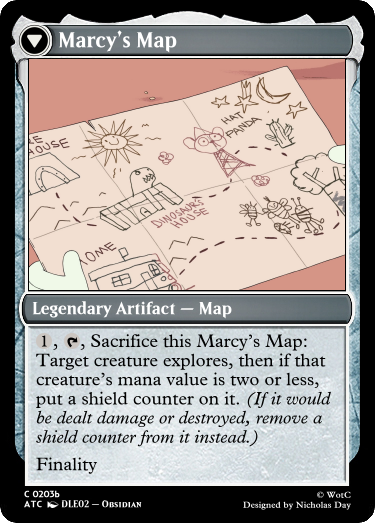 Marcy's Map
HOUSE
HAT
PANDA
DINOSAUR'S
HOUSE
HOME
Legendary Artifact — Map
1, Sacrifice this Marcy's Map:
Target creature explores, then if that
creature's mana value is two or less,
put a shield counter on it. (If it would
be dealt damage or destroyed, remove a
shield counter from it instead.)
Finality
C 0203b
ATC DLE02 – Obsidian
© WotC
Designed by Nicholas Day